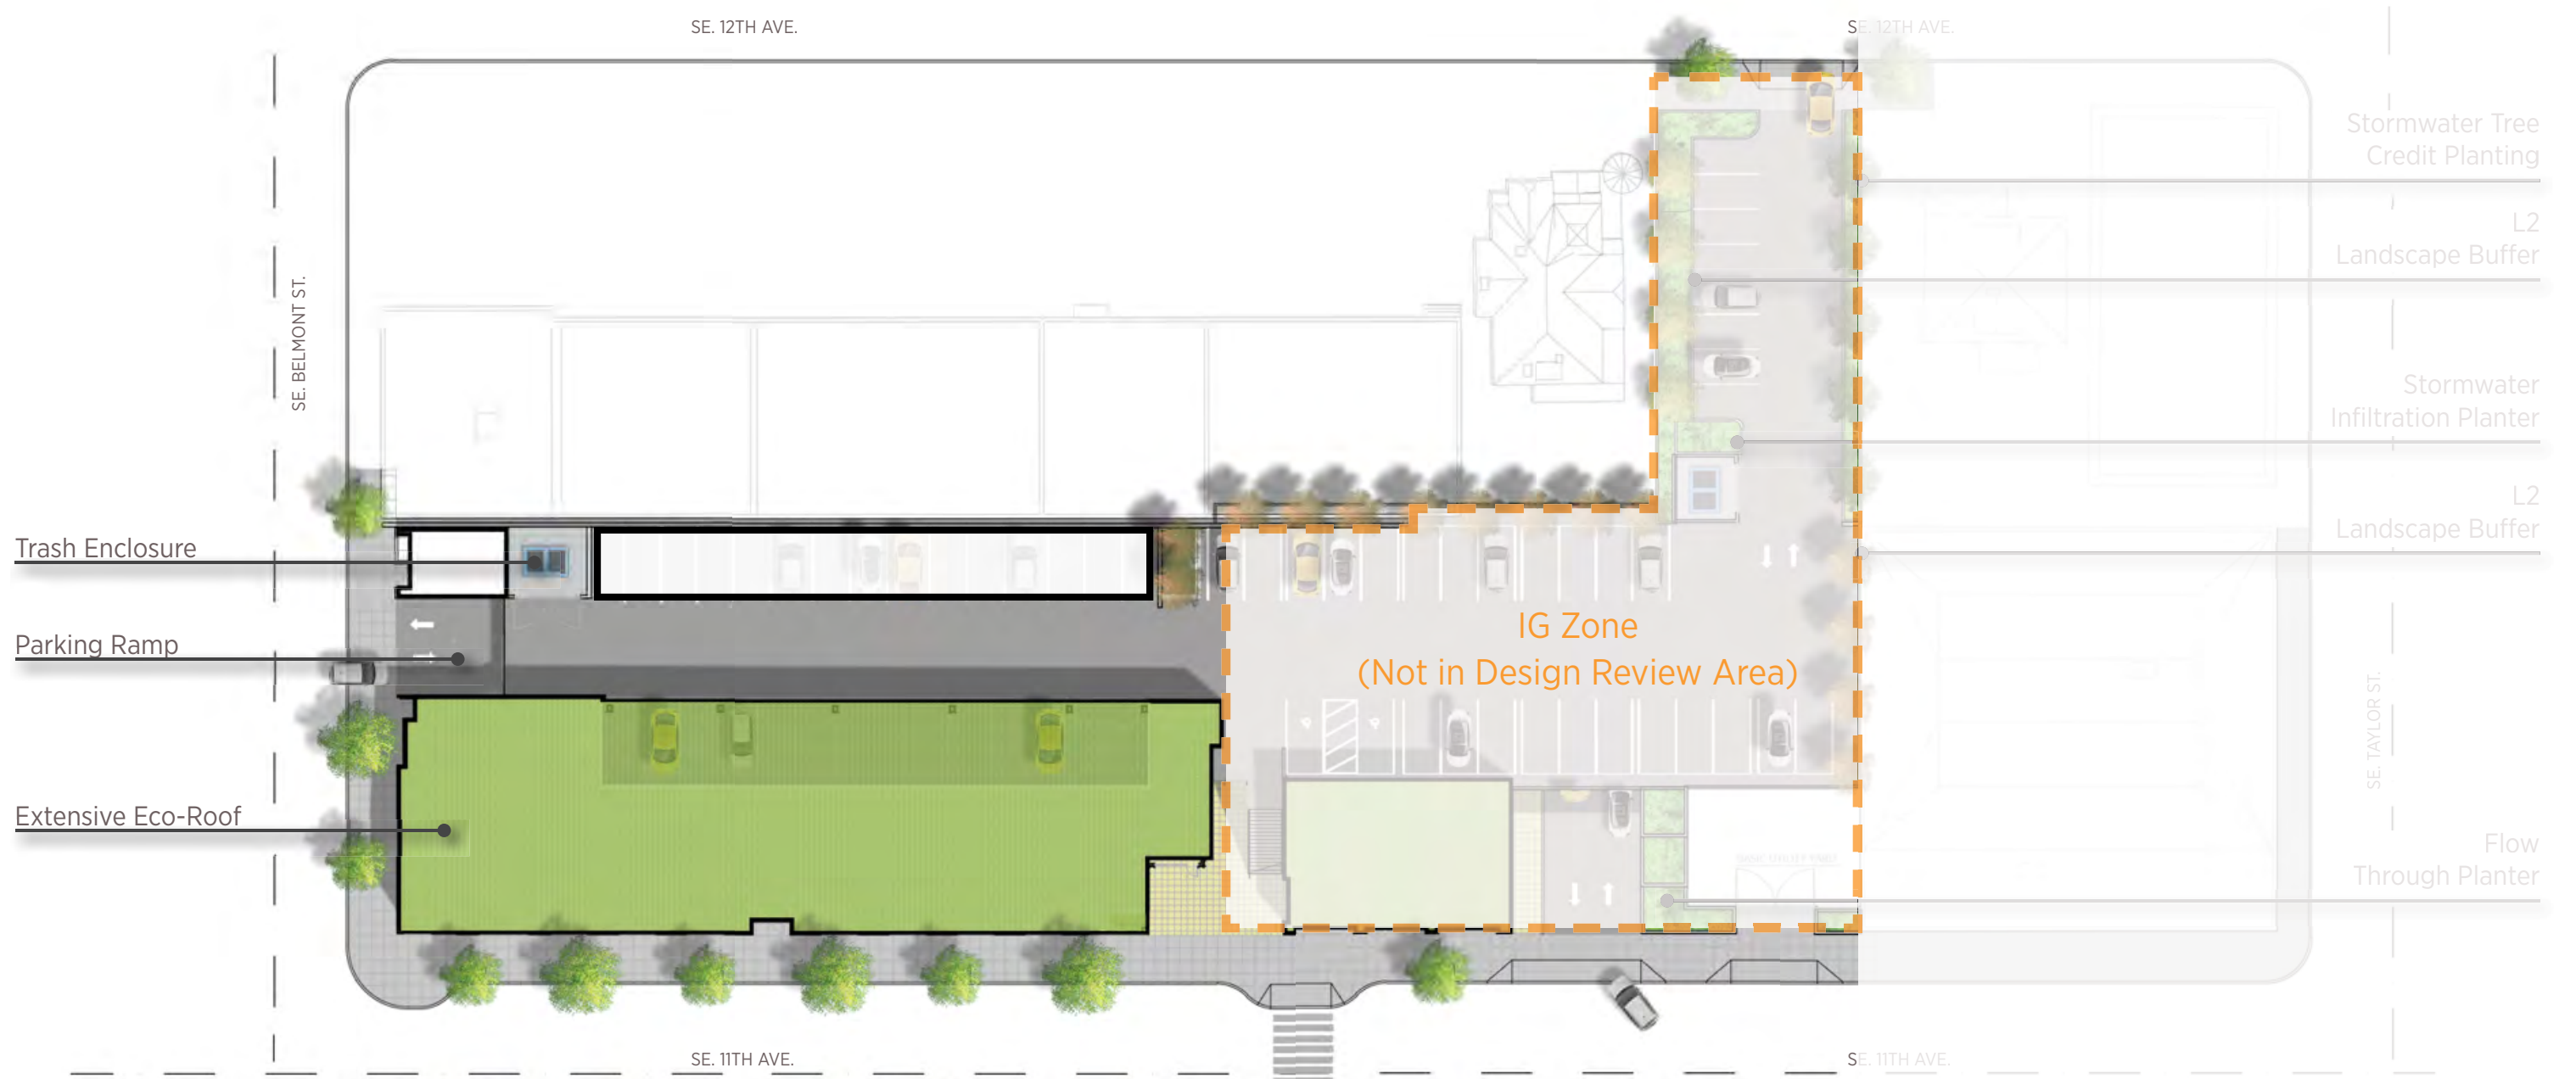 SE. 12TH AVE.
SE. 12TH AVE.
SE. BELMONT ST.
Stormwater Tree
Credit Planting
L2
Landscape Buffer
Stormwater
Infiltration Planter
L2
Landscape Buffer
Trash Enclosure
Parking Ramp
IG Zone
(Not in Design Review Area)
SE. TAYLOR ST.
Extensive Eco-Roof
Flow
Through Planter
SE. 11TH AVE.
SE. 11TH AVE.